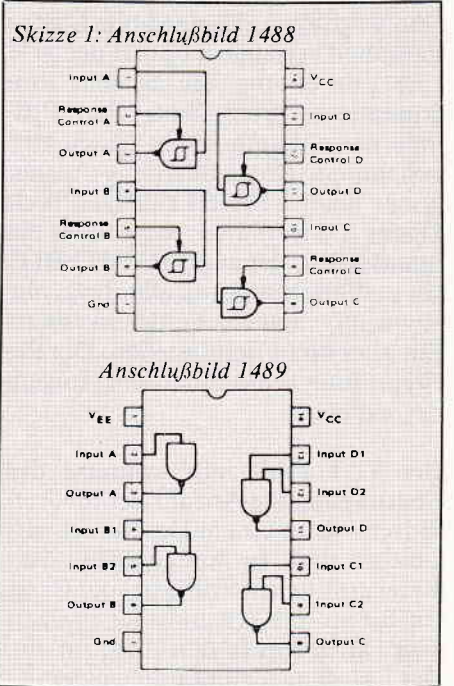 Skizze 1: Anschlußbild 1488
Input A
VCC
Response
Control A
Input D
Output A
Response
Control D
Input B
Output D
Response
Control B
Input C
Output B
Response
Control C
Gnd
Output C
Anschlußbild 1489
VEE
VCC
Input A
Input D1
Output A
Input D2
Input B1
Output D
Input B2
Input C1
Output B
Input C2
Gnd
Output C